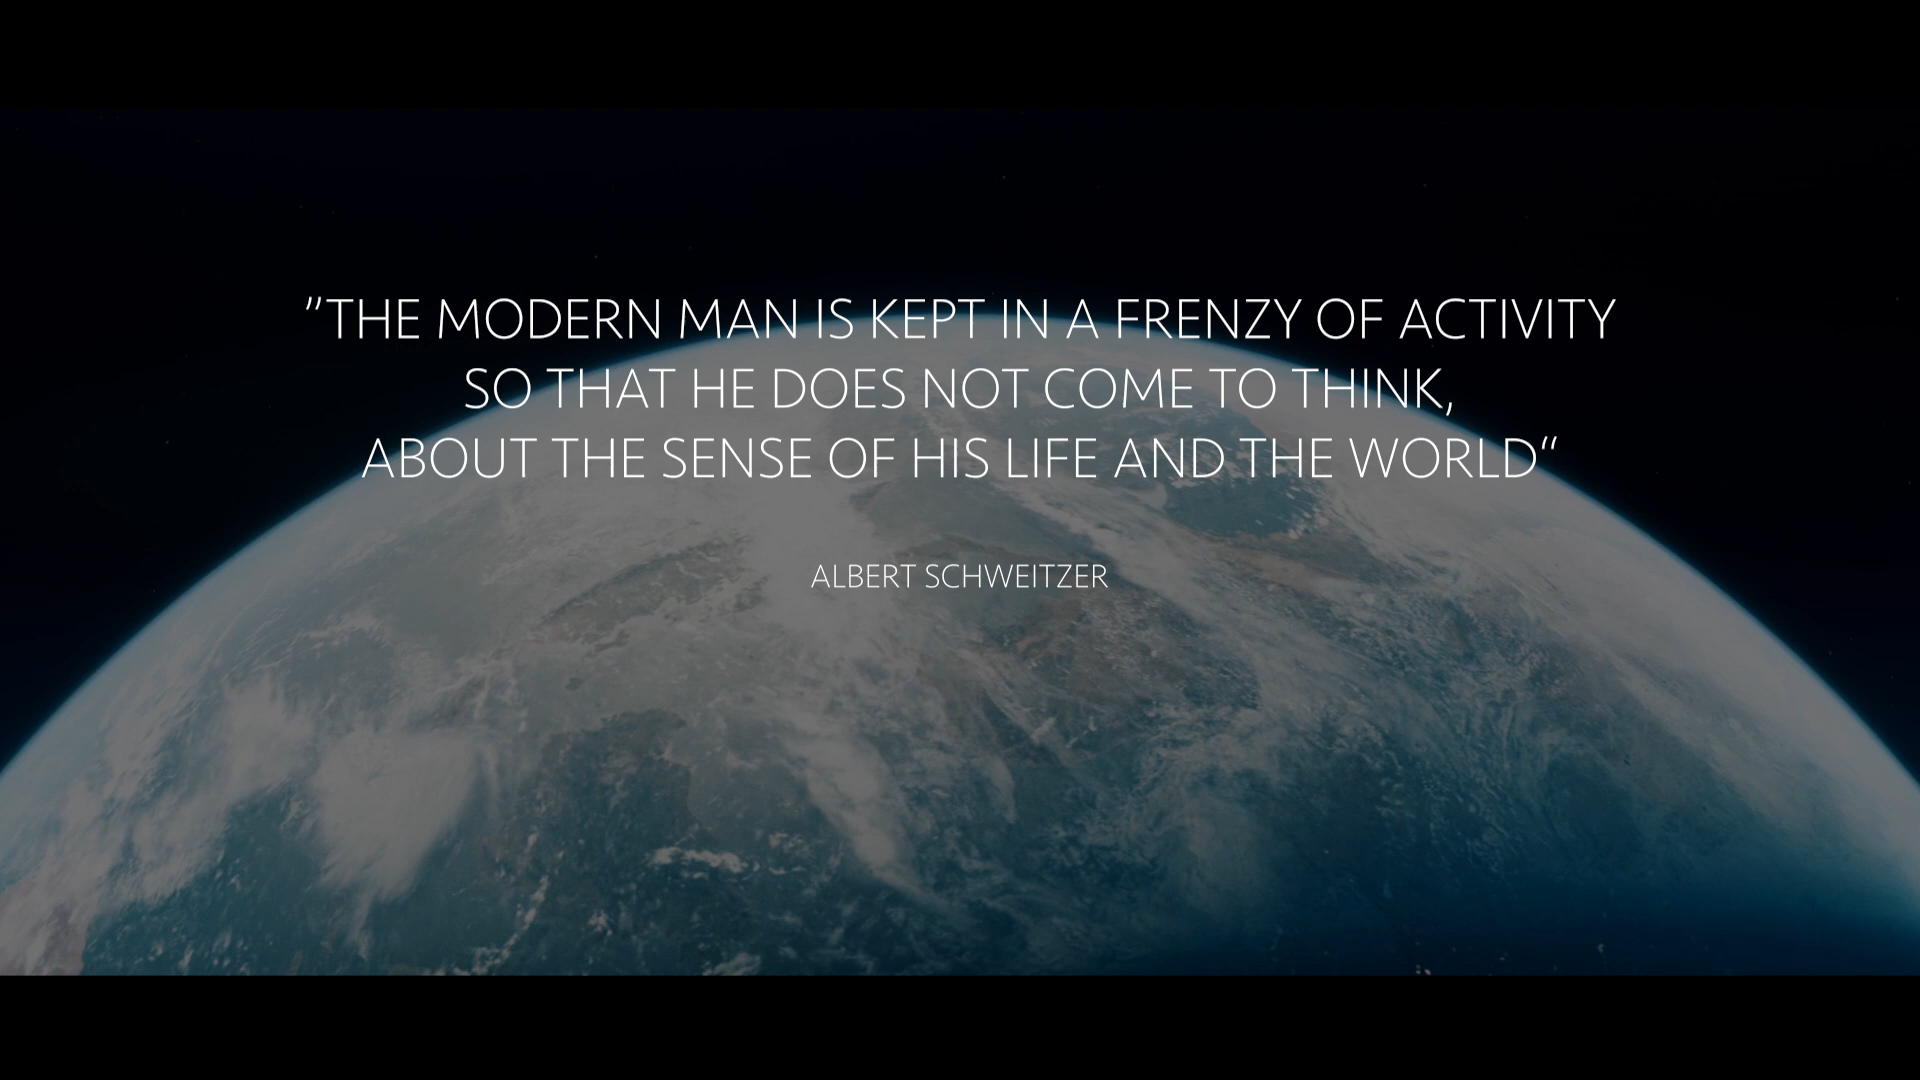 ”THE MODERN MAN IS KEPT IN A FRENZY OF ACTIVITY
SO THAT HE DOES NOT COME TO THINK,
ABOUT THE SENSE OF HIS LIFE AND THE WORLD“
ALBERT SCHWEITZER